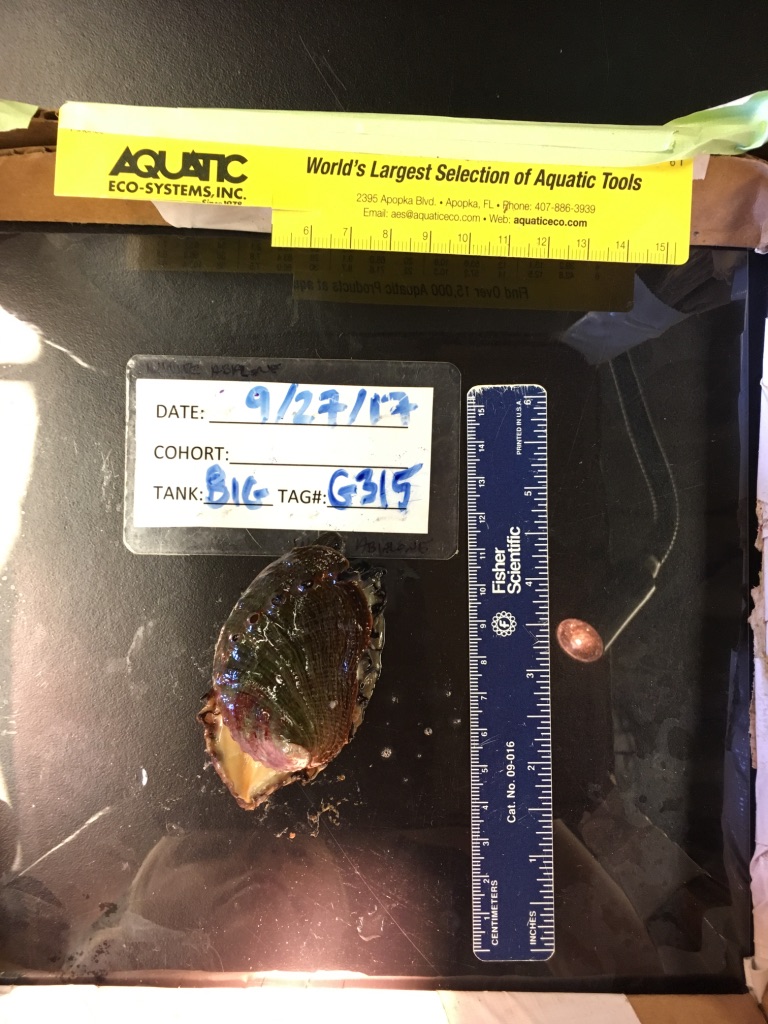 AQUATIC
ECO-SYSTEMS, INC.
Since 1978
World's Largest Selection of Aquatic Tools
2395 Apopka Blvd. • Apopka, FL • Phone: 407-886-3939
Email: aes@aquaticeco.com • Web: aquaticeco.com
6 7 8 9 10 11 12 13 14 15
Find Over 15,000 Aquatic Products at
DATE: 9/27/17
COHORT:
TANK: BIG TAG#: G315
ABALONE
PRINTED IN U.S.A.
Fisher
Scientific
Cat. No. 09-016
15 14 13 12 11 10 9 8 7 6 5 4 3 2 1
CENTIMETERS
6 5 4 3 2 1
INCHES